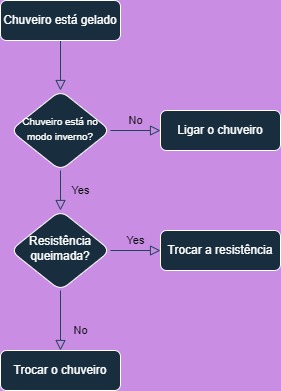 Chuveiro está gelado
Chuveiro está no
modo inverno?
No
Ligar o chuveiro
Yes
Resistência
queimada?
Yes
Trocar a resistência
No
Trocar o chuveiro